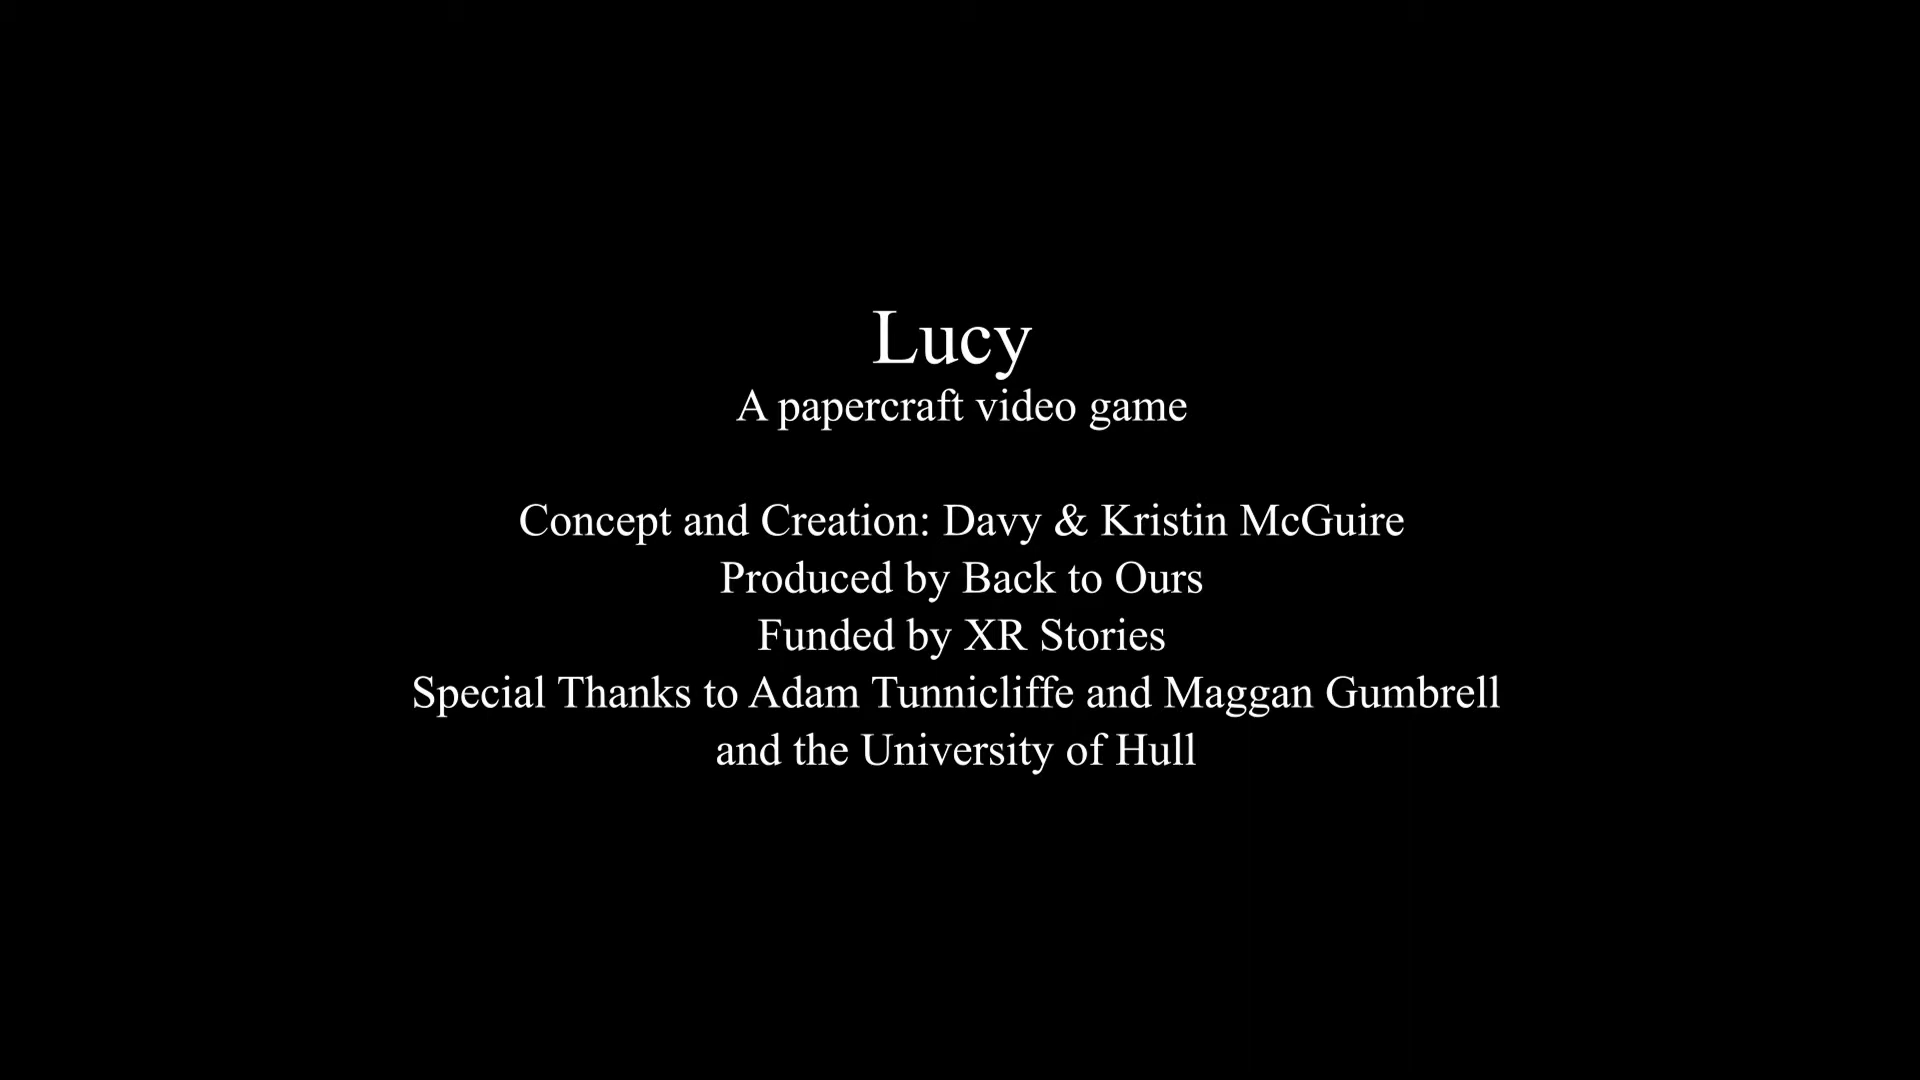 Lucy
A papercraft video game
Concept and Creation: Davy & Kristin McGuire
Produced by Back to Ours
Funded by XR Stories
Special Thanks to Adam Tunnicliffe and Maggan Gumbrell
and the University of Hull